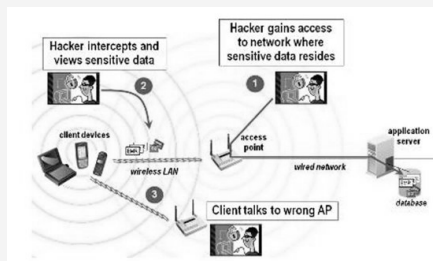 Hacker gains access
to network where
sensitive data resides
Hacker intercepts and
views sensitive data
1
2
client devices
access
point
application
server
wireless LAN
wired network
database
3
Client talks to wrong AP